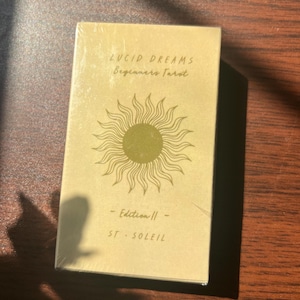 LUCID DREAMS
Beginners Tarot
- Edition II -
ST · SOLEIL